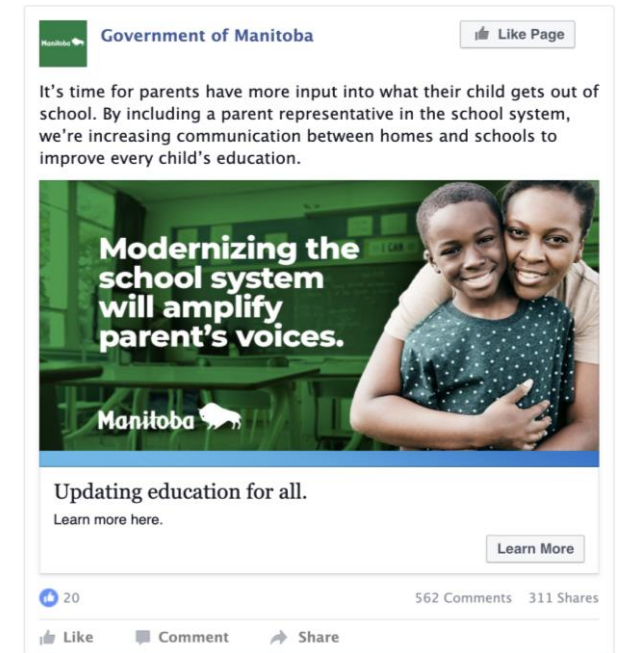 Manitoba
Government of Manitoba
Like Page
It's time for parents have more input into what their child gets out of
school. By including a parent representative in the school system,
we're increasing communication between homes and schools to
improve every child's education.
Modernizing the
school system
will amplify
parent's voices.
I CAN
Manitoba
Updating education for all.
Learn more here.
Learn More
20
562 Comments 311 Shares
Like Comment Share